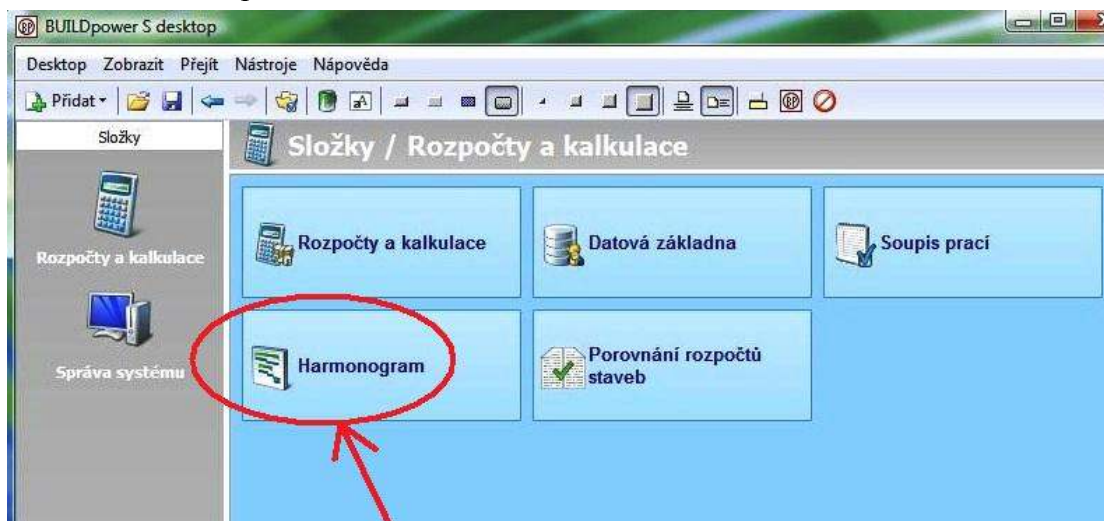 BUILDpower S desktop
Desktop Zobrazit Přejít Nástroje Nápověda
Přidat
Složky
Složky / Rozpočty a kalkulace
Rozpočty a kalkulace
Správa systému
Rozpočty a kalkulace
Datová základna
Soupis prací
Harmonogram
Porovnání rozpočtů
staveb